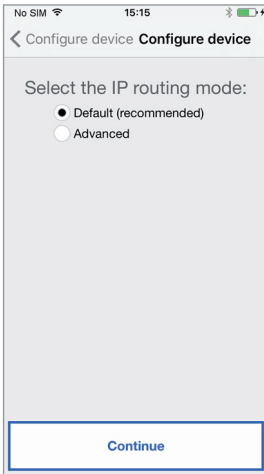 No SIM 15:15
Configure device Configure device
Select the IP routing mode:
Default (recommended)
Advanced
Continue